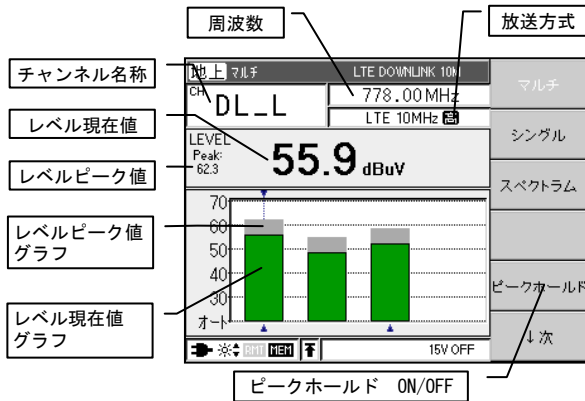 周波数
放送方式
チャンネル名称
レベル現在値
レベルピーク値
レベルピーク値
グラフ
レベル現在値
グラフ
地上 マルチ LTE DOWNLINK 10M
CH DL_L
778.00 MHz
LTE 10MHz
LEVEL
Peak:
62.3
55.9 dBuV
70
60
50
40
30
オート
RMT MEM 15V OFF
マルチ
シングル
スペクトラム
ピークホールド
↓次
ピークホールド ON/OFF